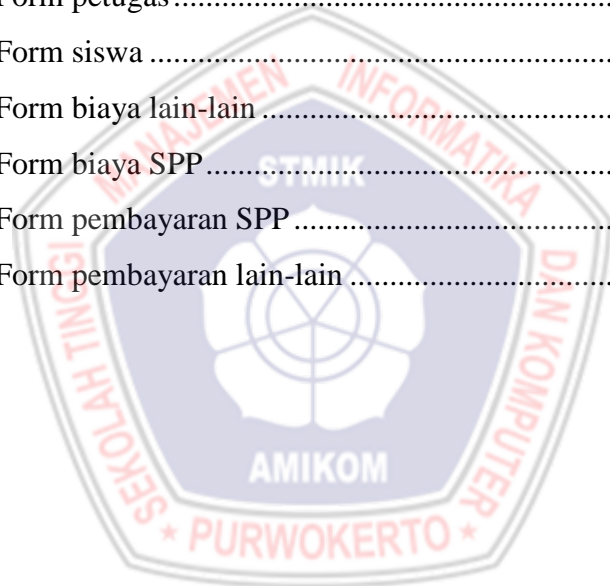 Form petugas.............................................................
Form siswa .............................................................
Form biaya lain-lain .................................................
Form biaya SPP.........................................................
Form pembayaran SPP .............................................
Form pembayaran lain-lain ......................................
SEKOLAH TINGGI MANAJEMEN INFORMATIKA DAN KOMPUTER
STMIK
AMIKOM
* PURWOKERTO *